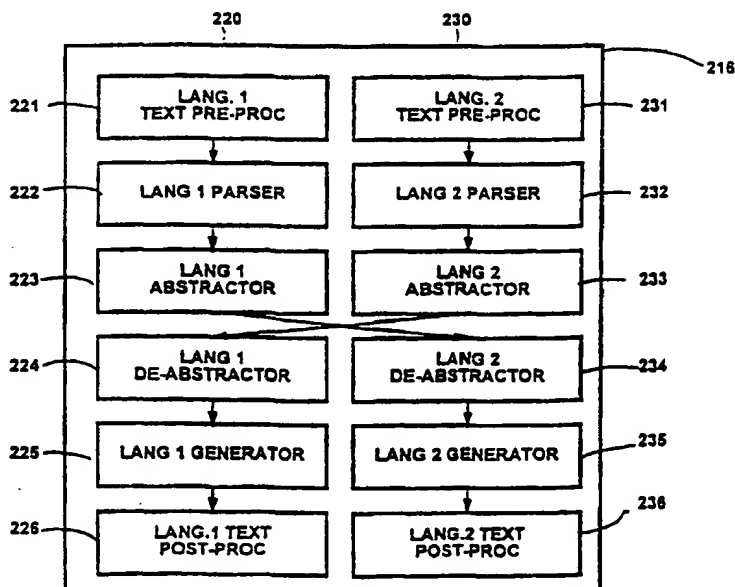 220 230
216
221 LANG. 1 LANG. 2 231
TEXT PRE-PROC TEXT PRE-PROC
222 LANG 1 PARSER LANG 2 PARSER 232
223 LANG 1 LANG 2 233
ABSTRACTOR ABSTRACTOR
224 LANG 1 LANG 2 234
DE-ABSTRACTOR DE-ABSTRACTOR
225 LANG 1 GENERATOR LANG 2 GENERATOR 235
226 LANG.1 TEXT LANG.2 TEXT 236
POST-PROC POST-PROC